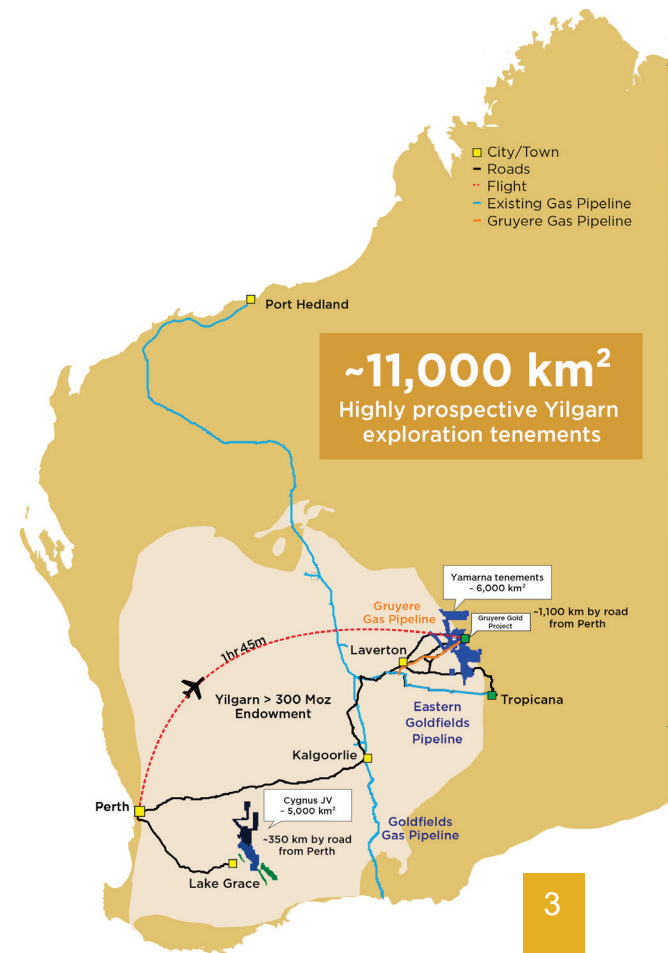 City/Town
Roads
Flight
Existing Gas Pipeline
Gruyere Gas Pipeline
Port Hedland
~11,000 km²
Highly prospective Yilgarn
exploration tenements
Yamarna tenements
~ 6,000 km²
Gruyere
Gas Pipeline
Gruyere Gold
Project
~1,100 km by road
from Perth
1hr 45m
Laverton
Yilgarn > 300 Moz
Endowment
Tropicana
Eastern
Goldfields
Pipeline
Kalgoorlie
Perth
Cygnus JV
~ 5,000 km²
~350 km by road
from Perth
Goldfields
Gas Pipeline
Lake Grace
3